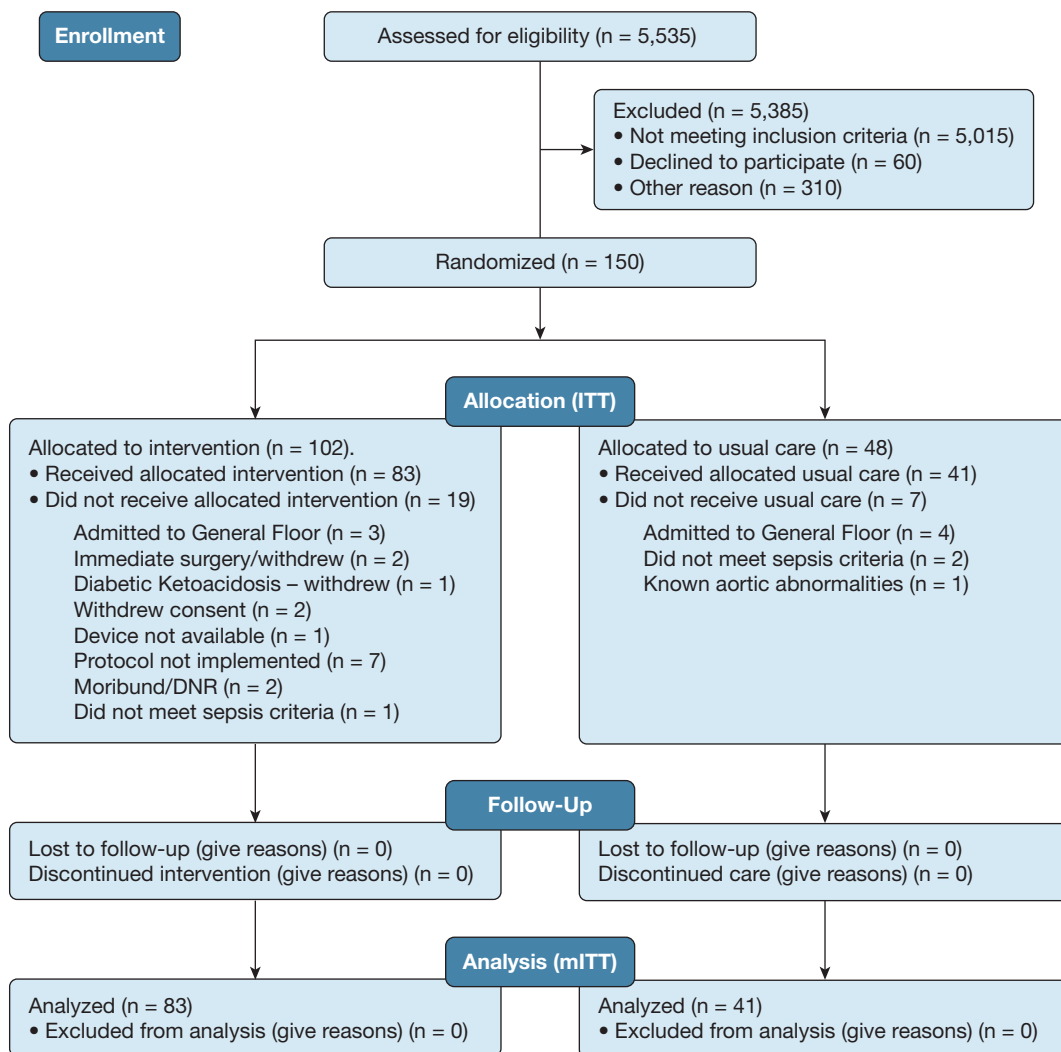 Enrollment
Assessed for eligibility (n = 5,535)
Excluded (n = 5,385)
• Not meeting inclusion criteria (n = 5,015)
• Declined to participate (n = 60)
• Other reason (n = 310)
Randomized (n = 150)
Allocation (ITT)
Allocated to intervention (n = 102).
• Received allocated intervention (n = 83)
• Did not receive allocated intervention (n = 19)
Admitted to General Floor (n = 3)
Immediate surgery/withdrew (n = 2)
Diabetic Ketoacidosis – withdrew (n = 1)
Withdrew consent (n = 2)
Device not available (n = 1)
Protocol not implemented (n = 7)
Moribund/DNR (n = 2)
Did not meet sepsis criteria (n = 1)
Allocated to usual care (n = 48)
• Received allocated usual care (n = 41)
• Did not receive usual care (n = 7)
Admitted to General Floor (n = 4)
Did not meet sepsis criteria (n = 2)
Known aortic abnormalities (n = 1)
Follow-Up
Lost to follow-up (give reasons) (n = 0)
Discontinued intervention (give reasons) (n = 0)
Lost to follow-up (give reasons) (n = 0)
Discontinued care (give reasons) (n = 0)
Analysis (mITT)
Analyzed (n = 83)
• Excluded from analysis (give reasons) (n = 0)
Analyzed (n = 41)
• Excluded from analysis (give reasons) (n = 0)